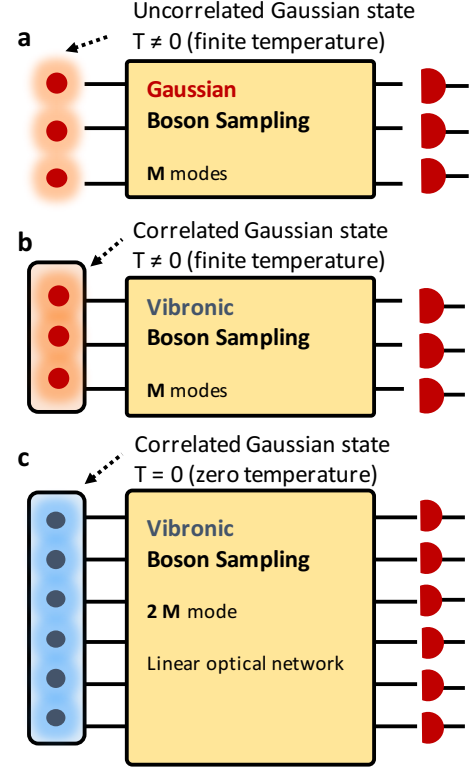 Uncorrelated Gaussian state
a
T ≠ 0 (finite temperature)
Gaussian
Boson Sampling
M modes
b
Correlated Gaussian state
T ≠ 0 (finite temperature)
Vibronic
Boson Sampling
M modes
c
Correlated Gaussian state
T = 0 (zero temperature)
Vibronic
Boson Sampling
2 M mode
Linear optical network